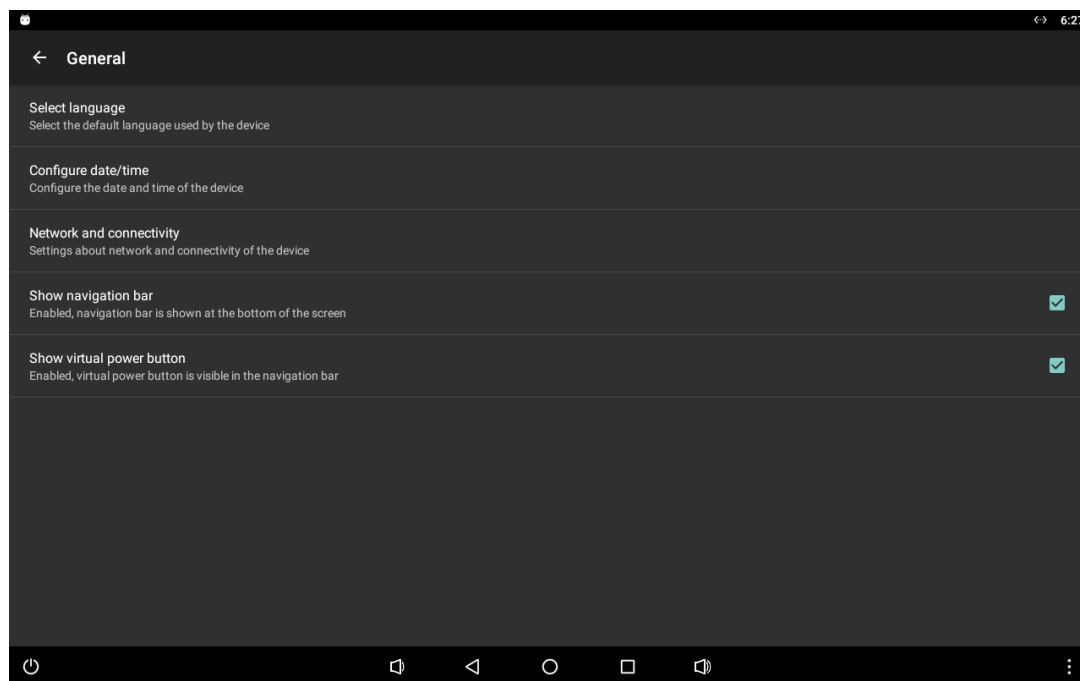 6:27
General
Select language
Select the default language used by the device
Configure date/time
Configure the date and time of the device
Network and connectivity
Settings about network and connectivity of the device
Show navigation bar
Enabled, navigation bar is shown at the bottom of the screen
Show virtual power button
Enabled, virtual power button is visible in the navigation bar